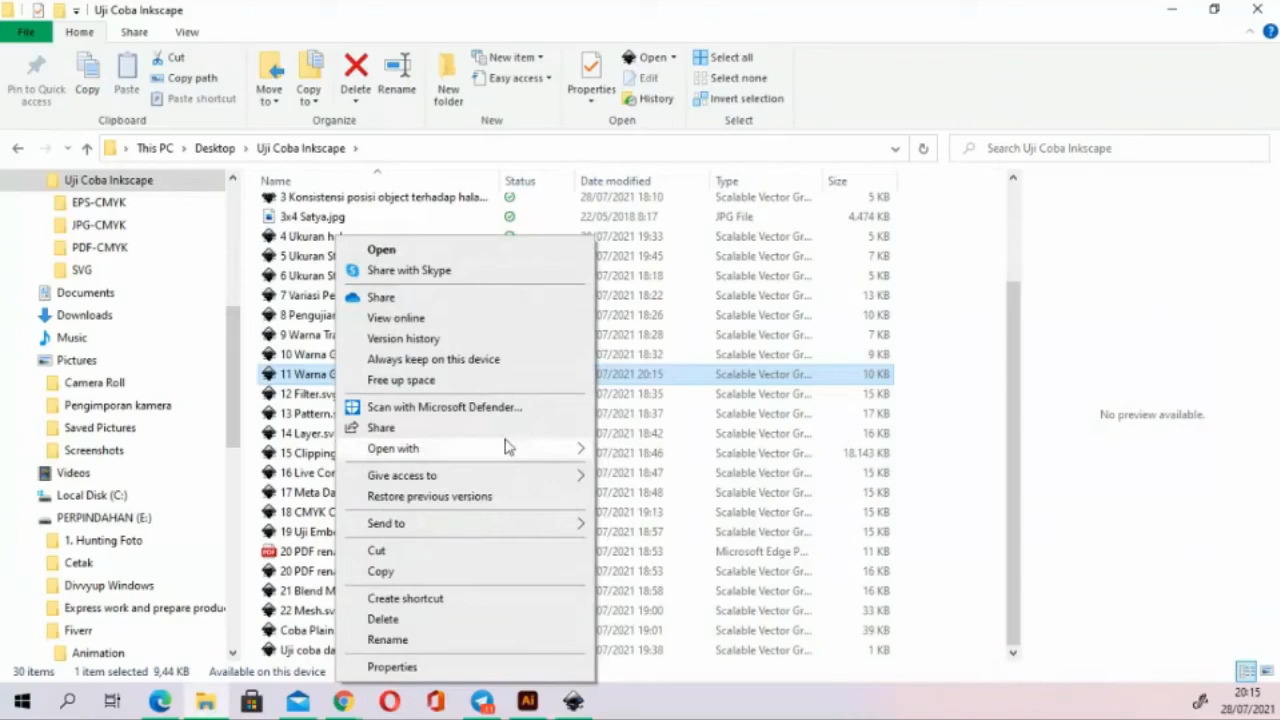 Uji Coba Inkscape
File Home Share View
Pin to Quick access
Copy
Paste
Cut
Copy path
Paste shortcut
Clipboard
Move to
Copy to
Delete
Rename
Organize
New folder
New item
Easy access
New
Properties
Open
Edit
History
Open
Select all
Select none
Invert selection
Select
This PC > Desktop > Uji Coba Inkscape >
Search Uji Coba Inkscape
Uji Coba Inkscape
EPS-CMYK
JPG-CMYK
PDF-CMYK
SVG
Documents
Downloads
Music
Pictures
Camera Roll
Pengimporan kamera
Saved Pictures
Screenshots
Videos
Local Disk (C:)
PERPINDAHAN (E:)
1. Hunting Foto
Cetak
Divvyup Windows
Express work and prepare produ
Fiverr
Animation
Name Status Date modified Type Size
3 Konsistensi posisi object terhadap hala... 28/07/2021 18:10 Scalable Vector Gr... 5 KB
3x4 Satya.jpg 22/05/2018 8:17 JPG File 4.474 KB
4 Ukuran 07/2021 19:33 Scalable Vector Gr... 5 KB
5 Ukuran St 07/2021 19:45 Scalable Vector Gr... 7 KB
6 Ukuran St 07/2021 18:18 Scalable Vector Gr... 5 KB
7 Variasi Pe 07/2021 18:22 Scalable Vector Gr... 13 KB
8 Pengujian 07/2021 18:26 Scalable Vector Gr... 10 KB
9 Warna Tra 07/2021 18:28 Scalable Vector Gr... 7 KB
10 Warna G 07/2021 18:32 Scalable Vector Gr... 9 KB
11 Warna G 07/2021 20:15 Scalable Vector Gr... 10 KB
12 Filter.sv 07/2021 18:35 Scalable Vector Gr... 15 KB
13 Pattern.s 07/2021 18:37 Scalable Vector Gr... 17 KB
14 Layer.sv 07/2021 18:42 Scalable Vector Gr... 15 KB
15 Clipping 07/2021 18:46 Scalable Vector Gr... 18.143 KB
16 Live Cor 07/2021 18:47 Scalable Vector Gr... 15 KB
17 Meta Da 07/2021 18:48 Scalable Vector Gr... 15 KB
18 CMYK C 07/2021 19:13 Scalable Vector Gr... 15 KB
19 Uji Embe 07/2021 18:57 Scalable Vector Gr... 15 KB
20 PDF ren 07/2021 18:53 Microsoft Edge P... 11 KB
20 PDF ren 07/2021 18:53 Scalable Vector Gr... 16 KB
21 Blend M 07/2021 18:58 Scalable Vector Gr... 16 KB
22 Mesh.sv 07/2021 19:00 Scalable Vector Gr... 33 KB
Coba Plain 07/2021 19:01 Scalable Vector Gr... 39 KB
Uji coba da 07/2021 19:38 Scalable Vector Gr... 1 KB
Open
Share with Skype
Share
View online
Version history
Always keep on this device
Free up space
Scan with Microsoft Defender...
Share
Open with
Give access to
Restore previous versions
Send to
Cut
Copy
Create shortcut
Delete
Rename
Properties
No preview available.
30 items 1 item selected 9,44 KB Available on this device
Ai
20:15
28/07/2021